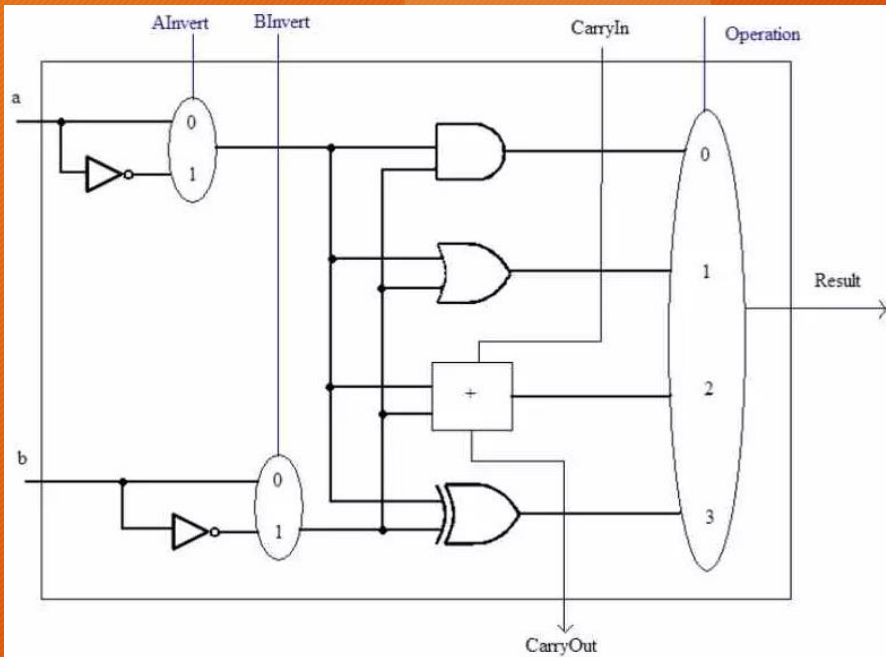 AInvert
BInvert
CarryIn
Operation
a
0
1
0
1
Result
+
2
b
0
1
3
CarryOut